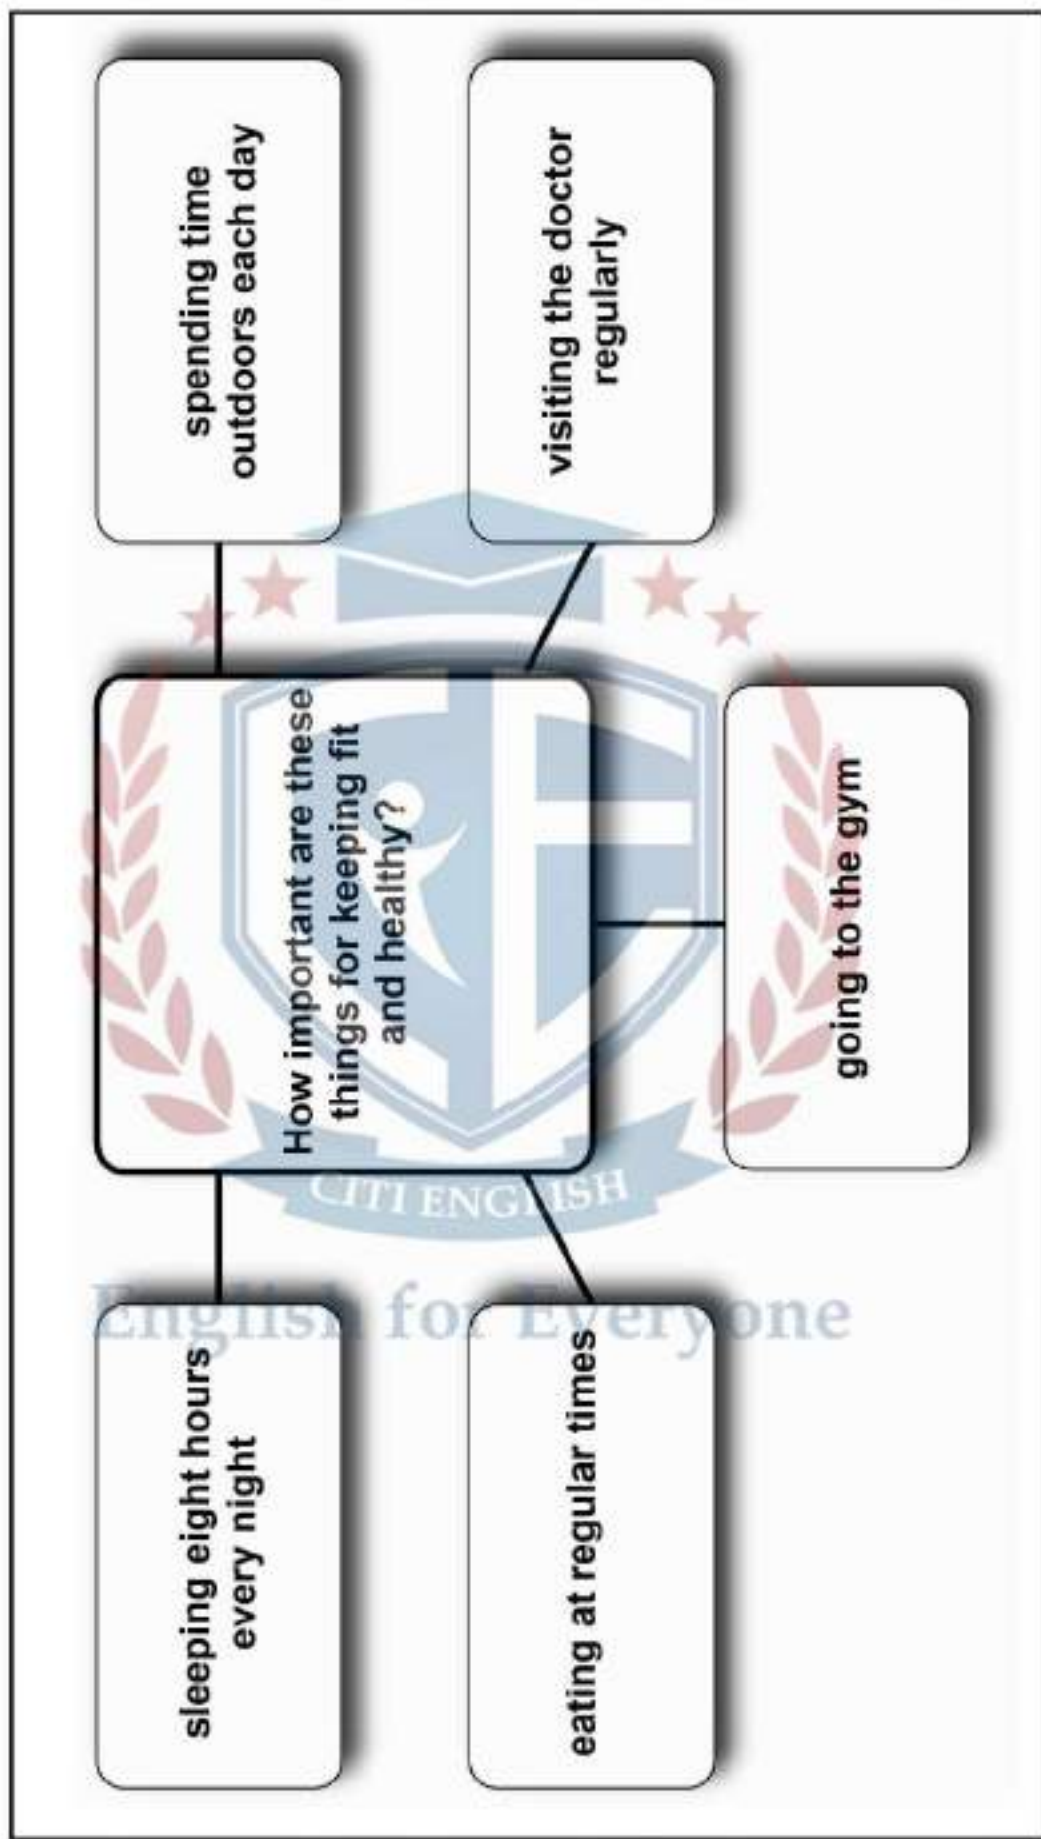 sleeping eight hours
every night
How important are these
things for keeping fit
and healthy?
spending time
outdoors each day
eating at regular times
visiting the doctor
regularly
going to the gym
CITI ENGLISH
English for Everyone